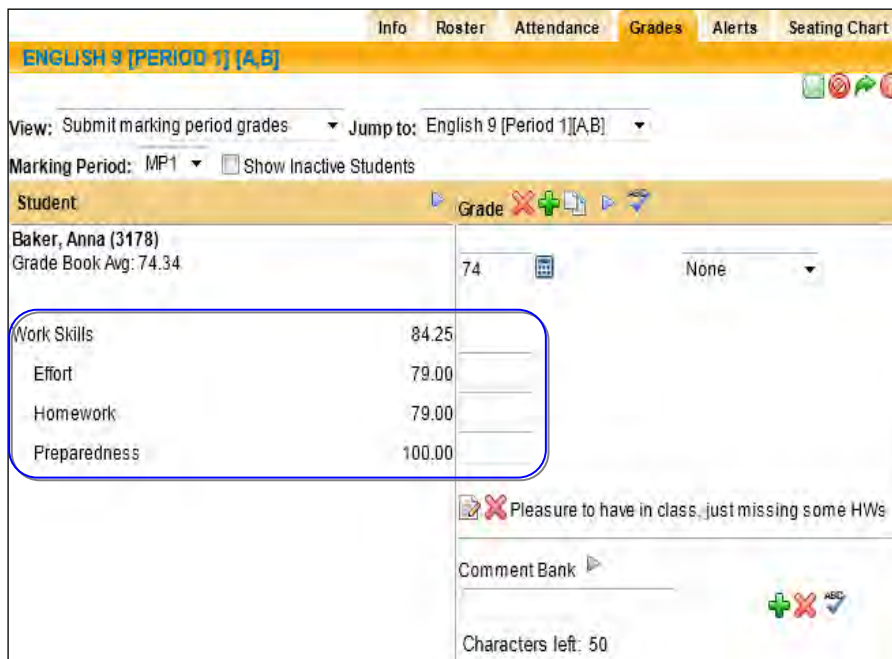 Info Roster Attendance Grades Alerts Seating Chart
ENGLISH 9 [PERIOD 1] [A,B]
View: Submit marking period grades Jump to: English 9 [Period 1][A,B]
Marking Period: MP1 Show Inactive Students
Student Grade
Baker, Anna (3178)
Grade Book Avg: 74.34
74 None
Work Skills 84.25
Effort 79.00
Homework 79.00
Preparedness 100.00
Pleasure to have in class, just missing some HWs
Comment Bank
ABC
Characters left: 50